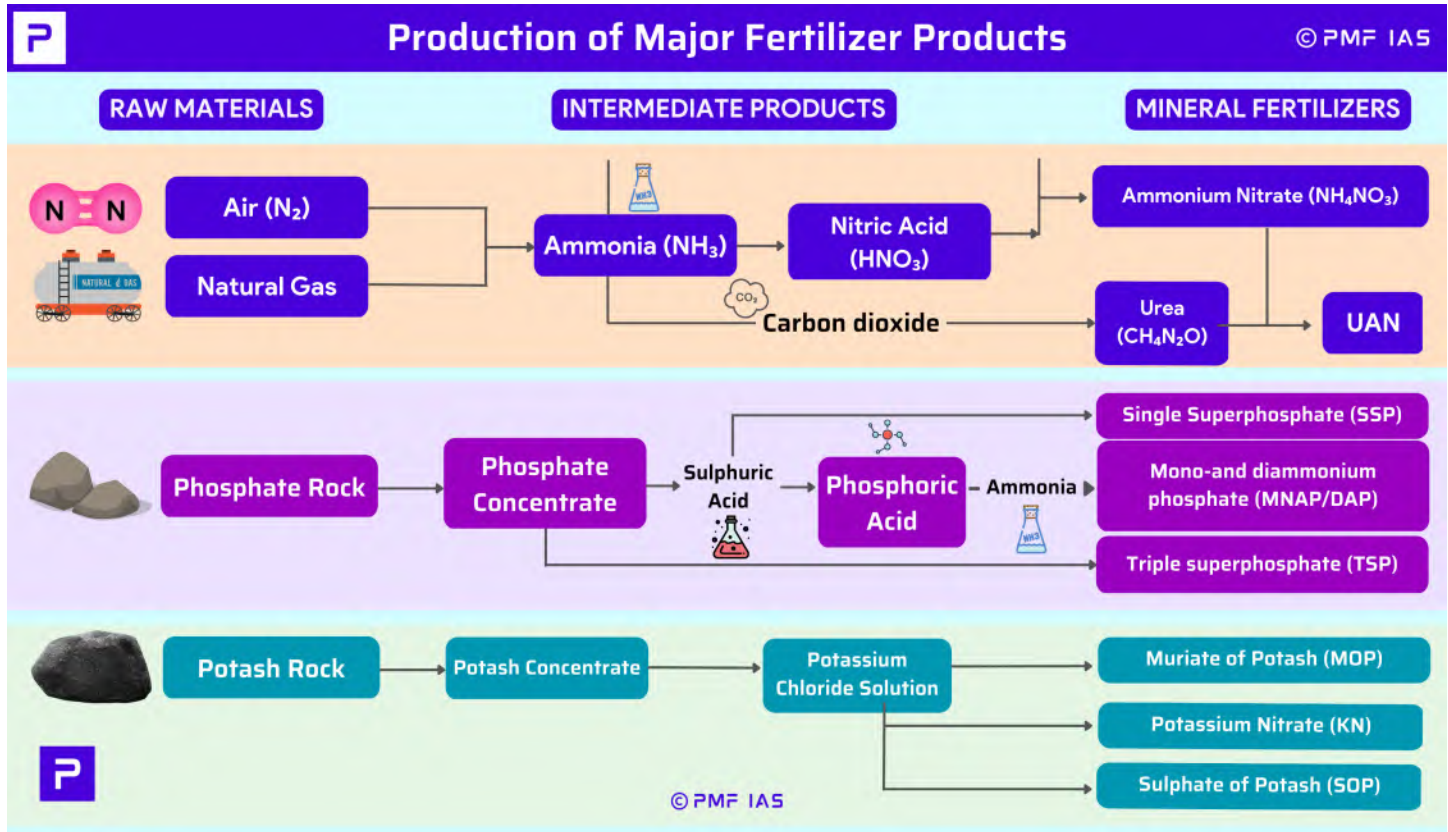 P
Production of Major Fertilizer Products
© PMF IAS
RAW MATERIALS
INTERMEDIATE PRODUCTS
MINERAL FERTILIZERS
N N
Air (N₂)
NATURAL GAS
Natural Gas
NH3
Ammonia (NH₃)
Nitric Acid
(HNO₃)
Ammonium Nitrate (NH₄NO₃)
CO₂
Carbon dioxide
Urea
(CH₄N₂O)
UAN
Phosphate Rock
Phosphate
Concentrate
Sulphuric
Acid
Phosphoric
Acid
Ammonia
NH3
Single Superphosphate (SSP)
Mono-and diammonium
phosphate (MNAP/DAP)
Triple superphosphate (TSP)
Potash Rock
Potash Concentrate
Potassium
Chloride Solution
Muriate of Potash (MOP)
Potassium Nitrate (KN)
Sulphate of Potash (SOP)
P
© PMF IAS